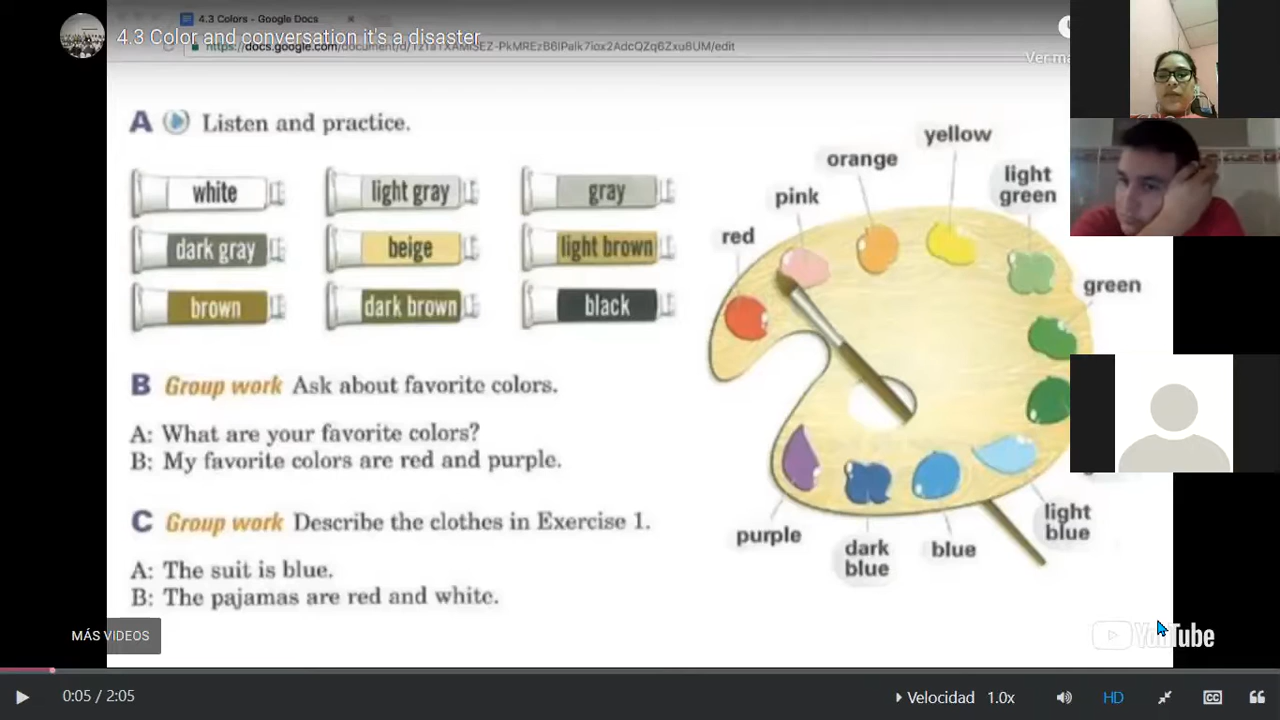 4.3 Colors - Google Docs
4.3 Color and conversation it's a disaster
Ver má
A Listen and practice.
white
light gray
gray
dark gray
beige
light brown
brown
dark brown
black
red
pink
orange
yellow
light
green
green
purple
dark
blue
blue
light
blue
B Group work Ask about favorite colors.
A: What are your favorite colors?
B: My favorite colors are red and purple.
C Group work Describe the clothes in Exercise 1.
A: The suit is blue.
B: The pajamas are red and white.
MÁS VIDEOS
YouTube
0:05 / 2:05
Velocidad 1.0x
HD
CC